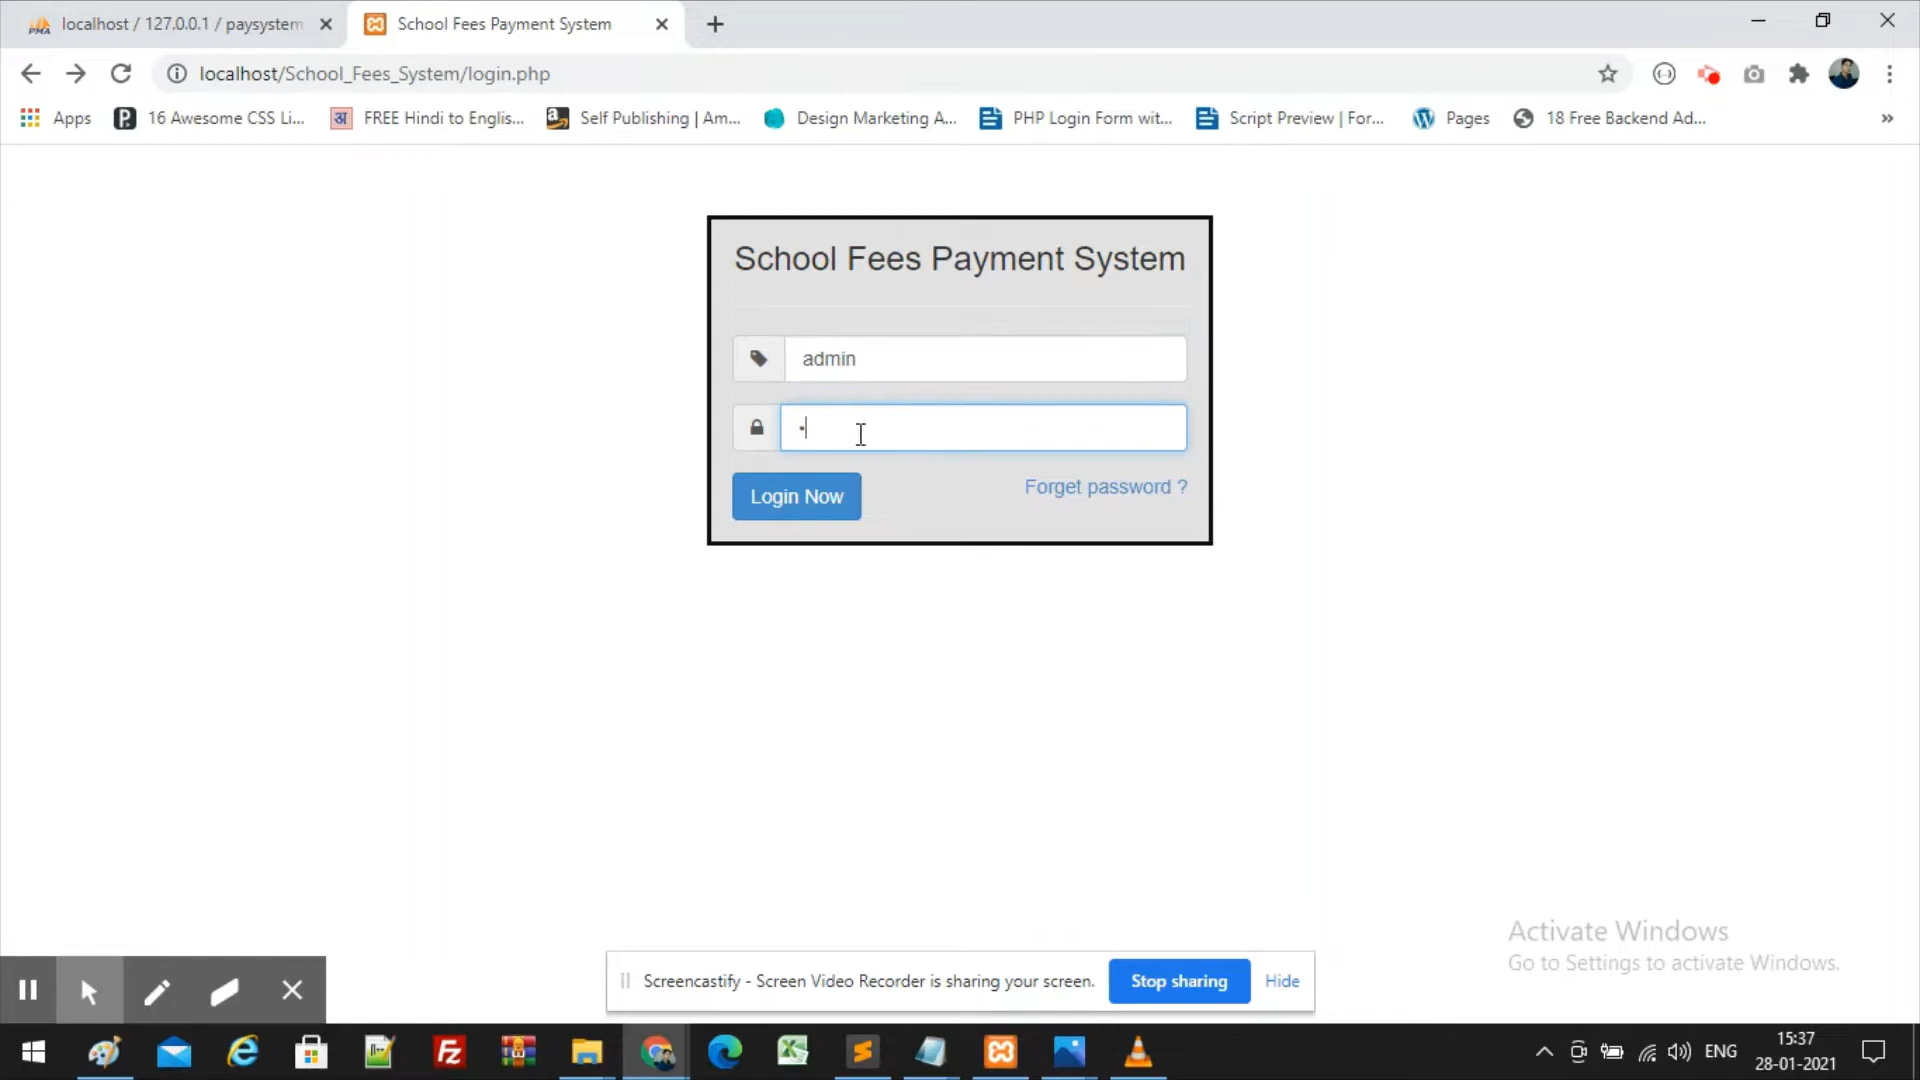 localhost / 127.0.0.1 / paysystem
School Fees Payment System
localhost/School_Fees_System/login.php
Apps
16 Awesome CSS Li...
FREE Hindi to Englis...
Self Publishing | Am...
Design Marketing A...
PHP Login Form wit...
Script Preview | For...
Pages
18 Free Backend Ad...
School Fees Payment System
admin
Login Now
Forget password ?
Activate Windows
Go to Settings to activate Windows.
Screencastify - Screen Video Recorder is sharing your screen.
Stop sharing
Hide
ENG
15:37
28-01-2021